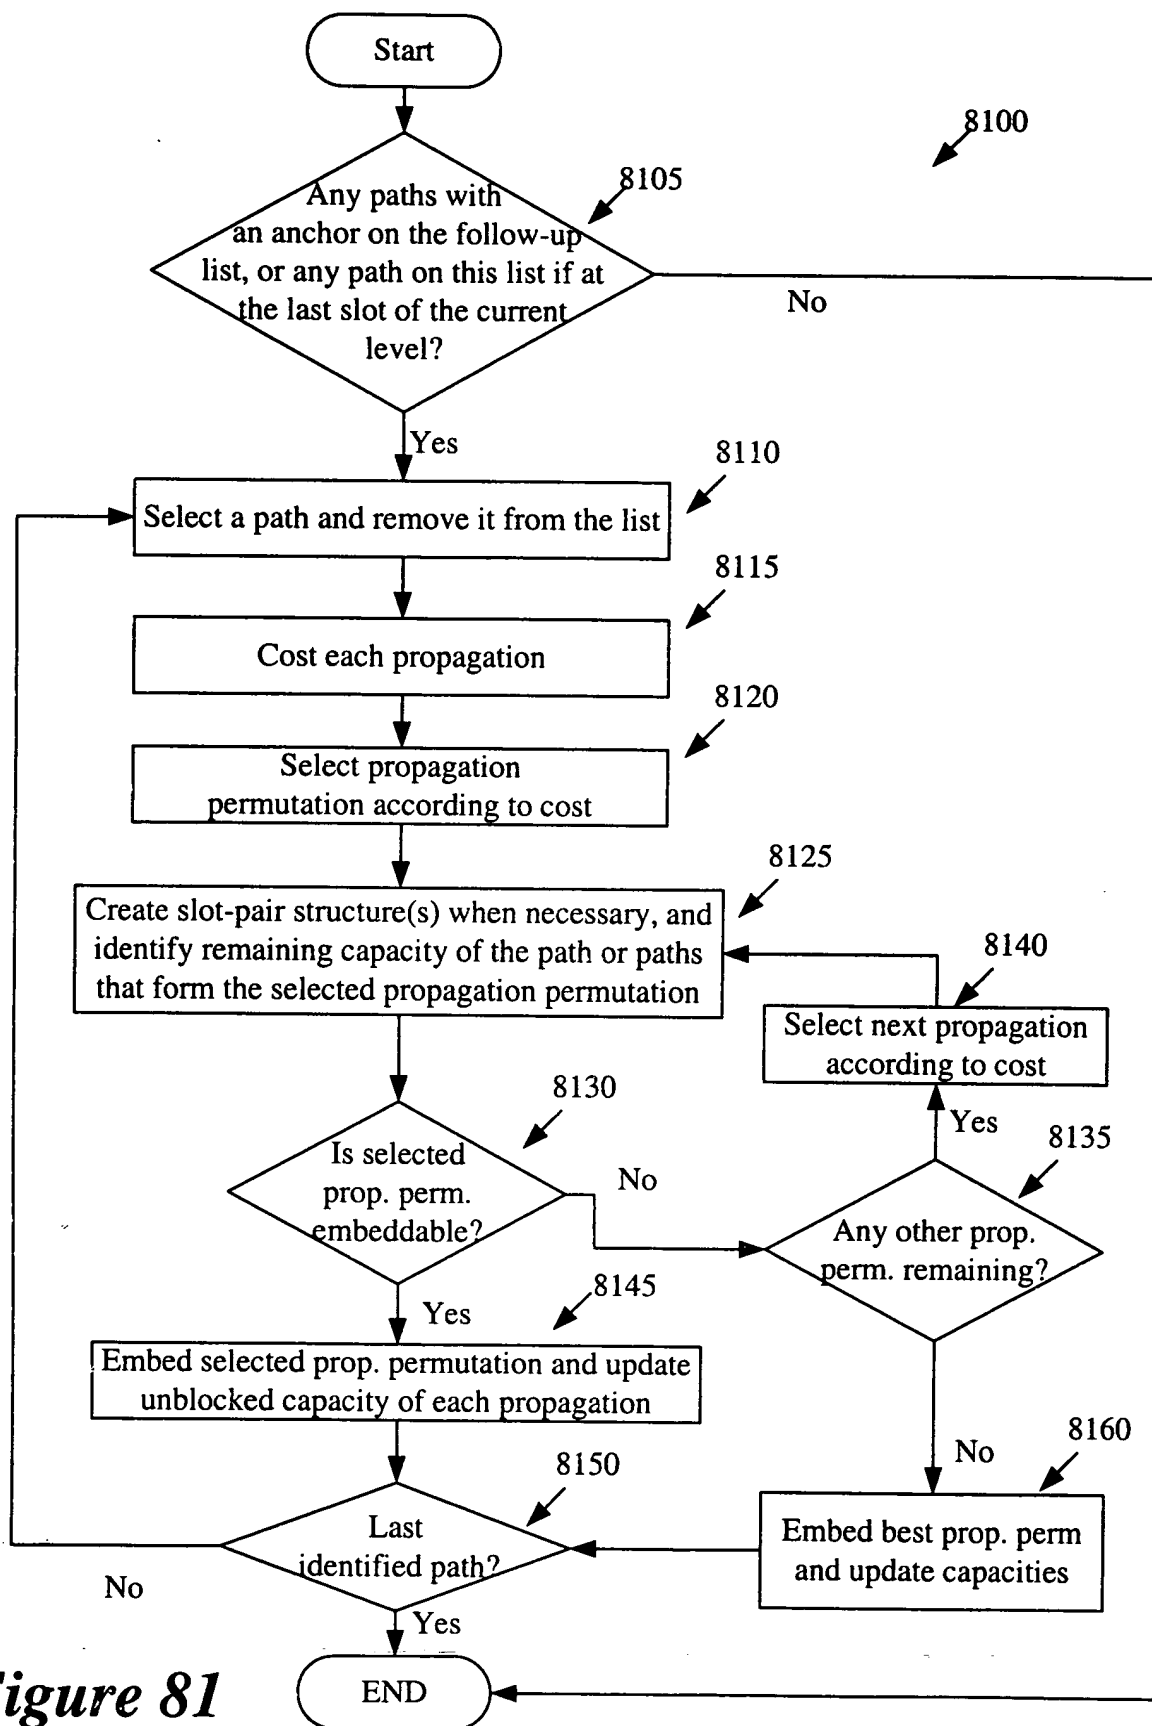 Start
8100
8105
Any paths with
an anchor on the follow-up
list, or any path on this list if at
the last slot of the current
level?
No
Yes
8110
Select a path and remove it from the list
8115
Cost each propagation
8120
Select propagation
permutation according to cost
8125
Create slot-pair structure(s) when necessary, and
identify remaining capacity of the path or paths
that form the selected propagation permutation
8140
Select next propagation
according to cost
8130
Is selected
prop. perm.
embeddable?
No
Yes
8135
Any other prop.
perm. remaining?
8145
Yes
Embed selected prop. permutation and update
unblocked capacity of each propagation
No
8160
Embed best prop. perm
and update capacities
8150
Last
identified path?
No
Yes
END
igure 81